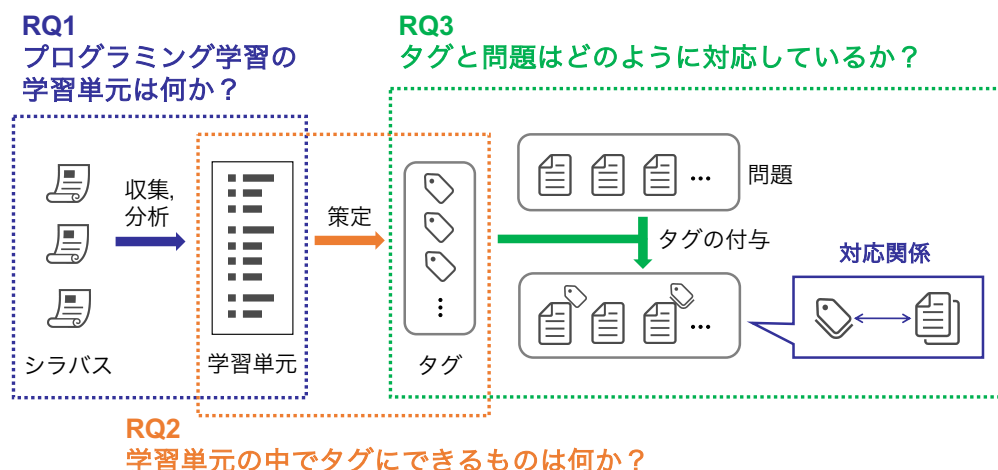 RQ1
プログラミング学習の
学習単元は何か？
RQ3
タグと問題はどのように対応しているか？
収集,
分析
策定
問題
タグの付与
対応関係
シラバス
学習単元
タグ
RQ2
学習単元の中でタグにできるものは何か？